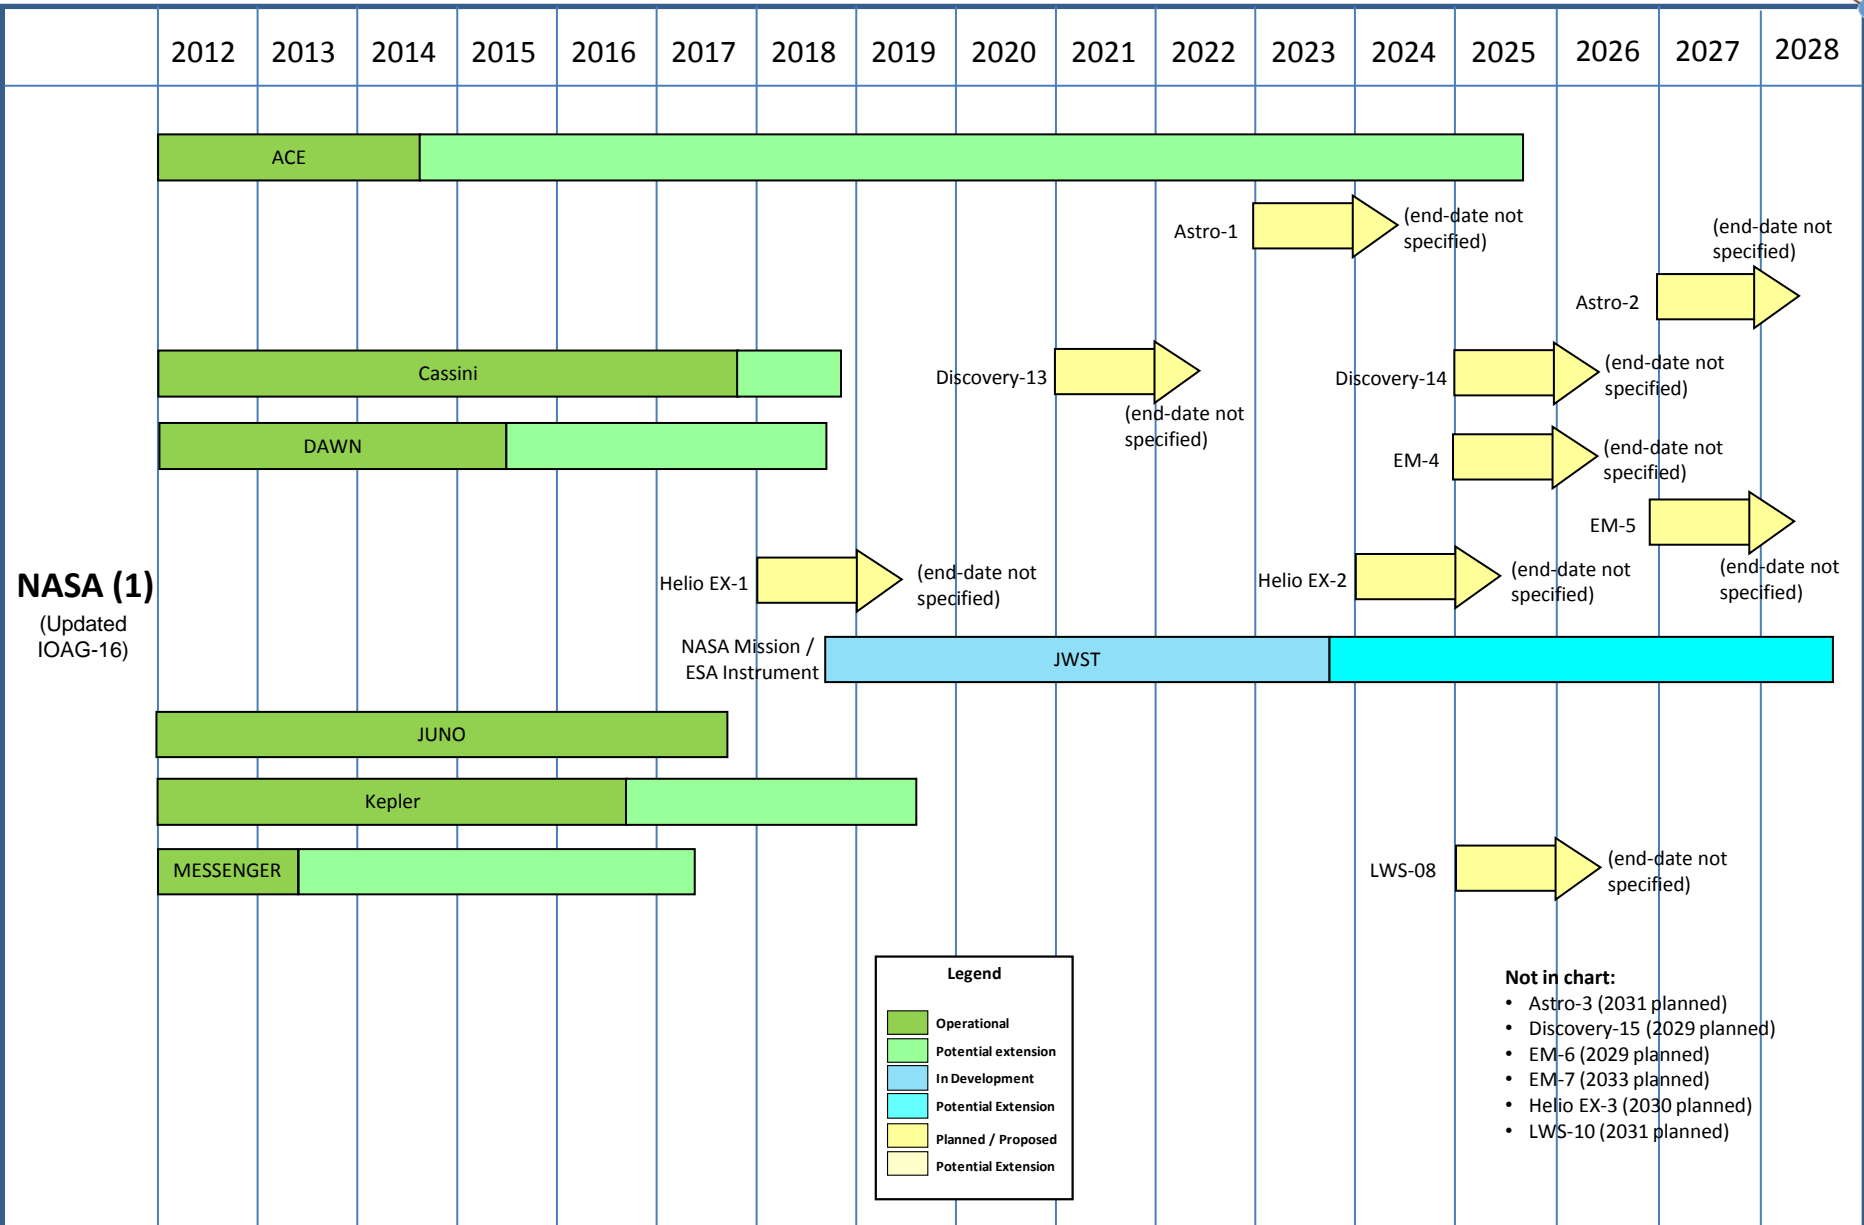 2012 2013 2014 2015 2016 2017 2018 2019 2020 2021 2022 2023 2024 2025 2026 2027 2028
NASA (1)
(Updated
IOAG-16)
ACE
Astro-1
(end-date not
specified)
Astro-2
(end-date not
specified)
Cassini
Discovery-13
(end-date not
specified)
Discovery-14
(end-date not
specified)
DAWN
EM-4
(end-date not
specified)
EM-5
(end-date not
specified)
Helio EX-1
(end-date not
specified)
Helio EX-2
(end-date not
specified)
NASA Mission /
ESA Instrument
JWST
JUNO
Kepler
MESSENGER
LWS-08
(end-date not
specified)
Legend
Operational
Potential extension
In Development
Potential Extension
Planned / Proposed
Potential Extension
Not in chart:
• Astro-3 (2031 planned)
• Discovery-15 (2029 planned)
• EM-6 (2029 planned)
• EM-7 (2033 planned)
• Helio EX-3 (2030 planned)
• LWS-10 (2031 planned)